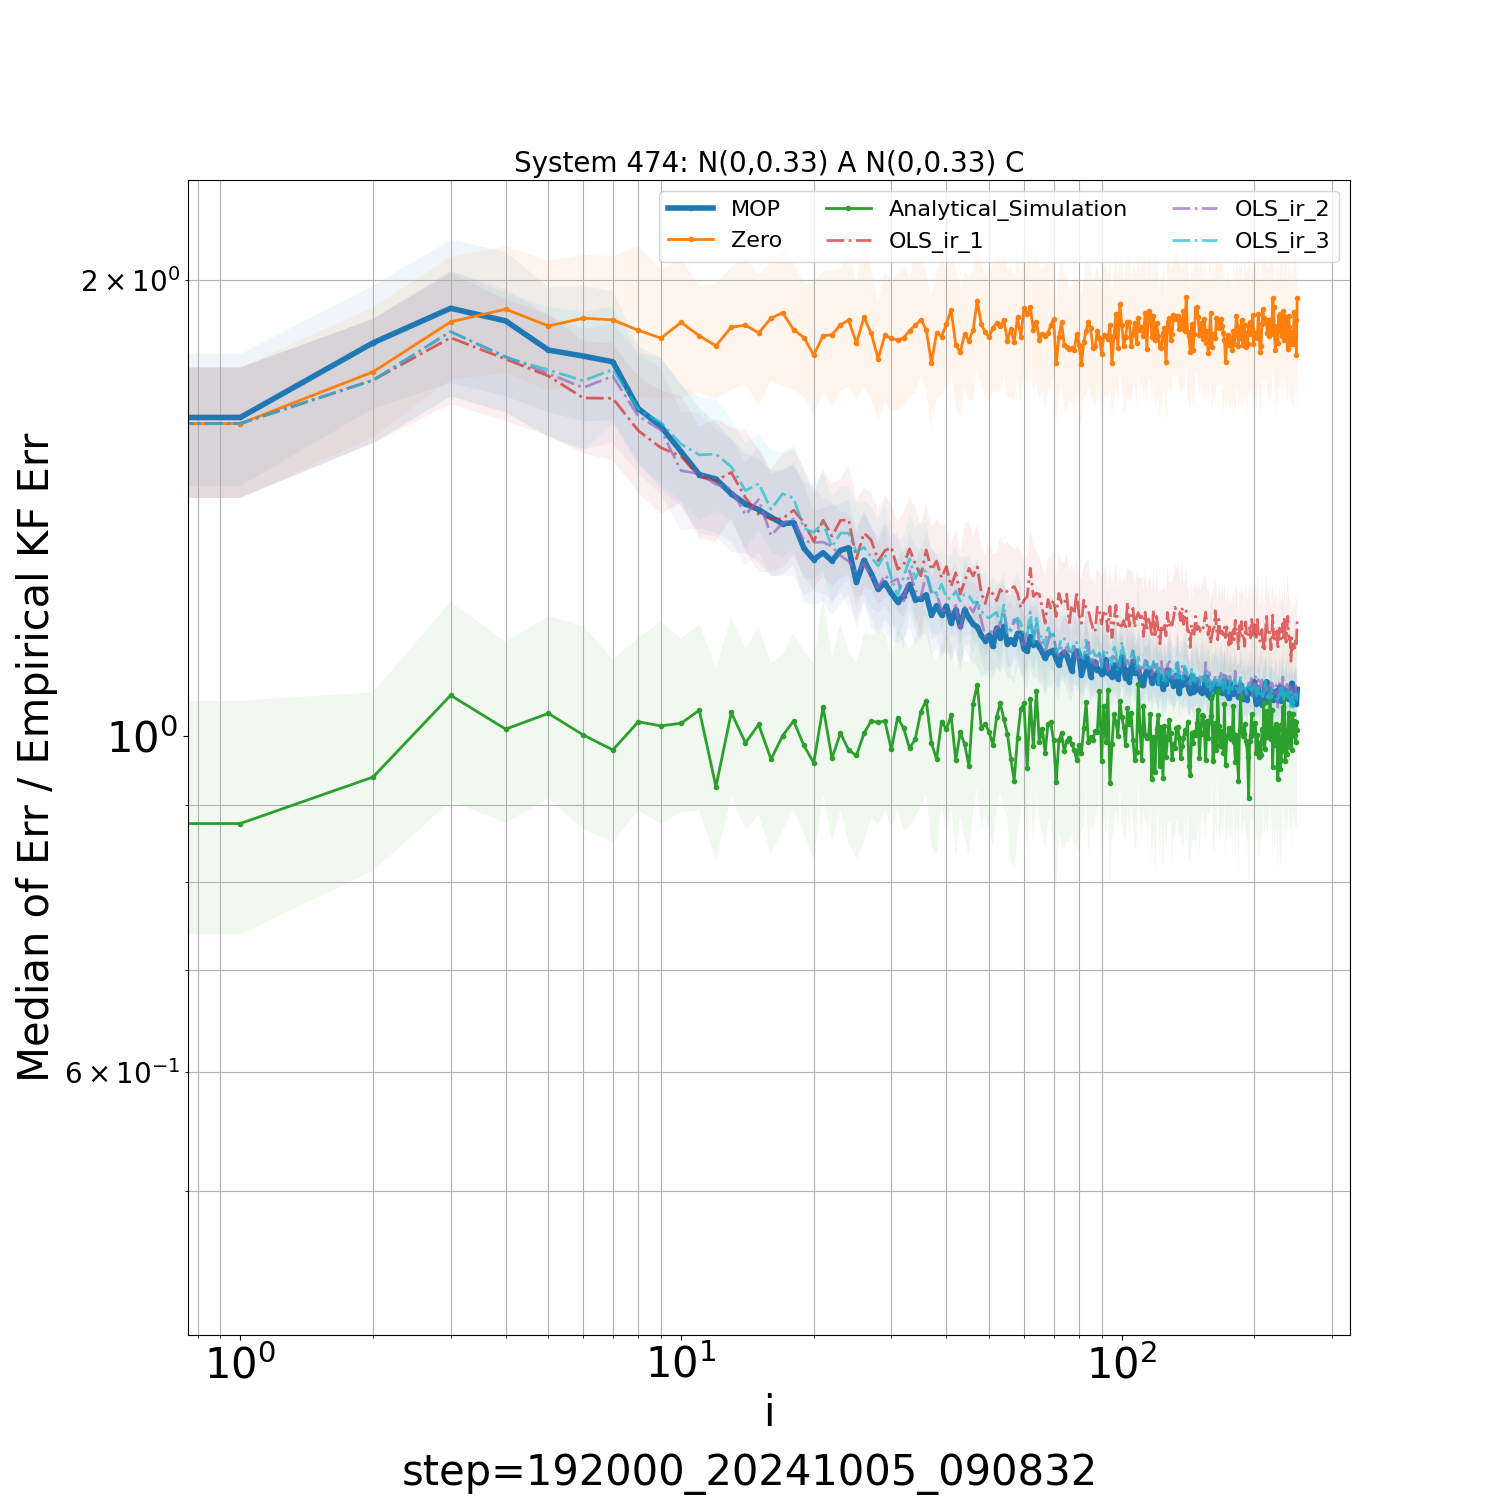 System 474: N(0,0.33) A N(0,0.33) C
MOP
Zero
Analytical_Simulation
OLS_ir_1
OLS_ir_2
OLS_ir_3
Median of Err / Empirical KF Err
2 × 10⁰
10⁰
6 × 10⁻¹
10⁰ 10¹ 10²
i
step=192000_20241005_090832